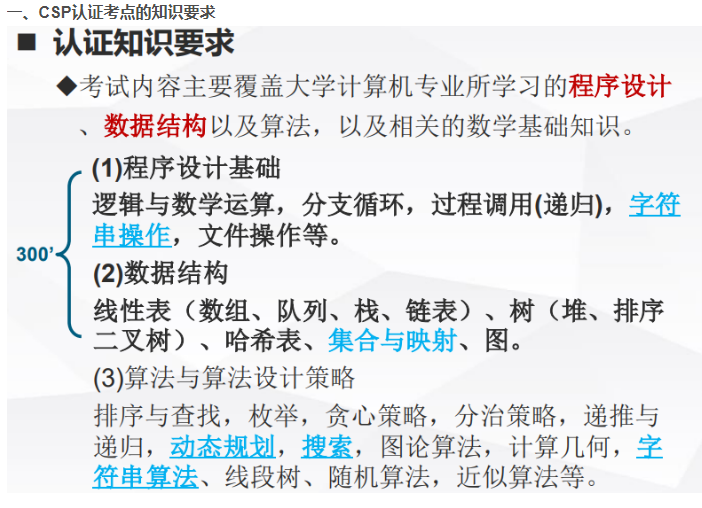 一、CSP认证考点的知识要求
■ 认证知识要求
◆考试内容主要覆盖大学计算机专业所学习的程序设计
、数据结构以及算法，以及相关的数学基础知识。
(1)程序设计基础
逻辑与数学运算，分支循环，过程调用(递归)，字符
串操作，文件操作等。
300’
(2)数据结构
线性表（数组、队列、栈、链表）、树（堆、排序
二叉树）、哈希表、集合与映射、图。
(3)算法与算法设计策略
排序与查找，枚举，贪心策略，分治策略，递推与
递归，动态规划，搜索，图论算法，计算几何，字
符串算法、线段树、随机算法，近似算法等。